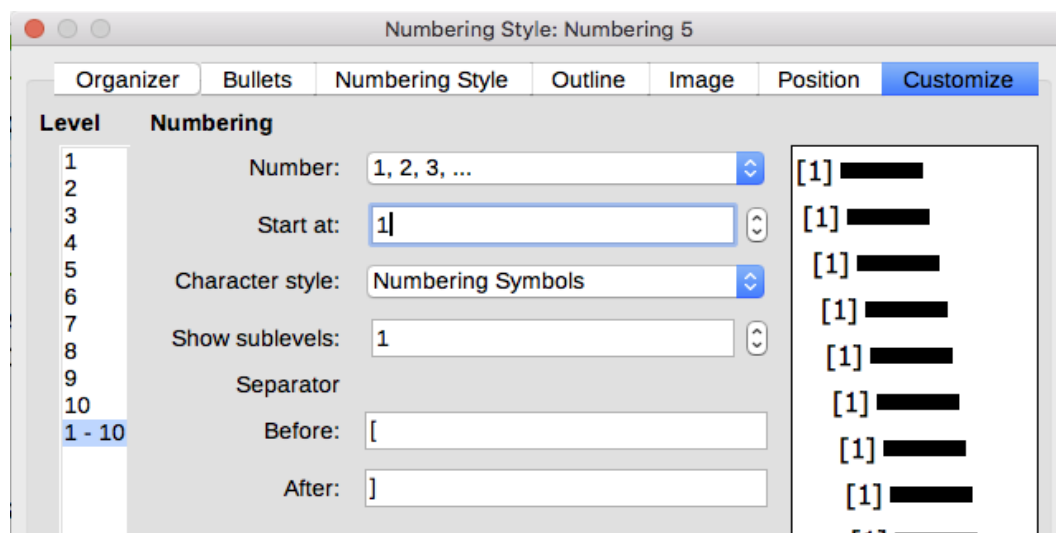 Numbering Style: Numbering 5
Organizer Bullets Numbering Style Outline Image Position Customize
Level Numbering
1
2
3
4
5
6
7
8
9
10
1 - 10
Number: 1, 2, 3, ...
Start at: 1
Character style: Numbering Symbols
Show sublevels: 1
Separator
Before: [
After: ]
[1]
[1]
[1]
[1]
[1]
[1]
[1]
[1]